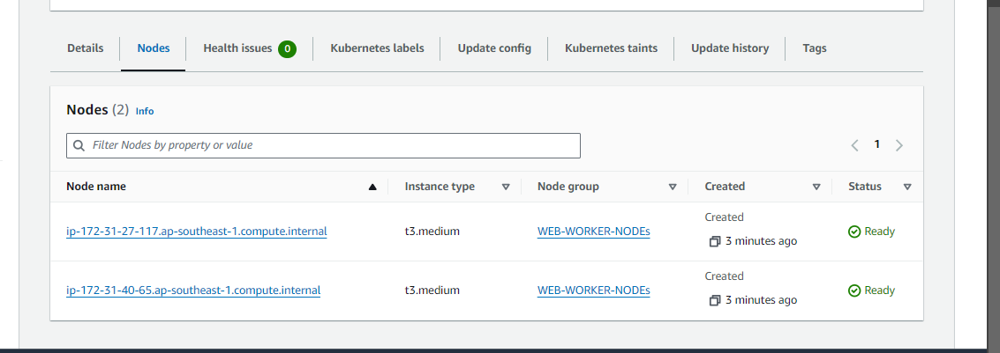 Details Nodes Health issues 0 Kubernetes labels Update config Kubernetes taints Update history Tags
Nodes (2) Info
Filter Nodes by property or value
1
Node name Instance type Node group Created Status
ip-172-31-27-117.ap-southeast-1.compute.internal t3.medium WEB-WORKER-NODEs Created 3 minutes ago Ready
ip-172-31-40-65.ap-southeast-1.compute.internal t3.medium WEB-WORKER-NODEs Created 3 minutes ago Ready